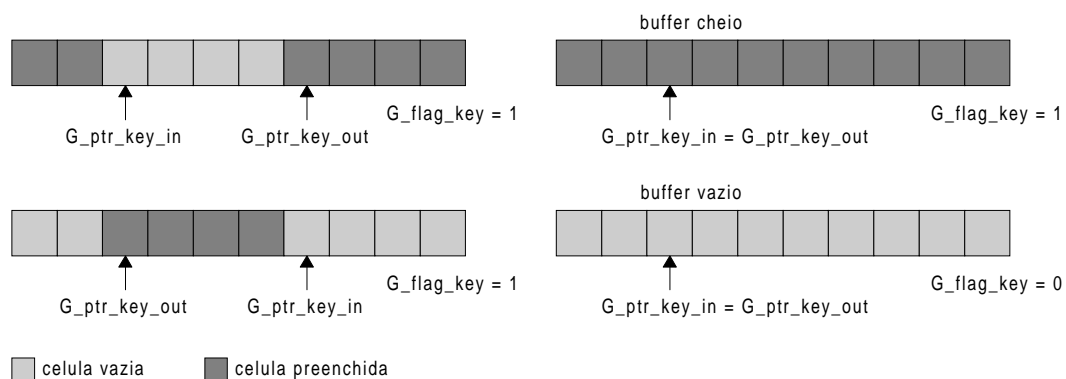 buffer cheio
G_flag_key = 1
G_ptr_key_in
G_ptr_key_out
G_flag_key = 1
G_ptr_key_in = G_ptr_key_out
buffer vazio
G_flag_key = 1
G_ptr_key_out
G_ptr_key_in
G_flag_key = 0
G_ptr_key_in = G_ptr_key_out
celula vazia
celula preenchida